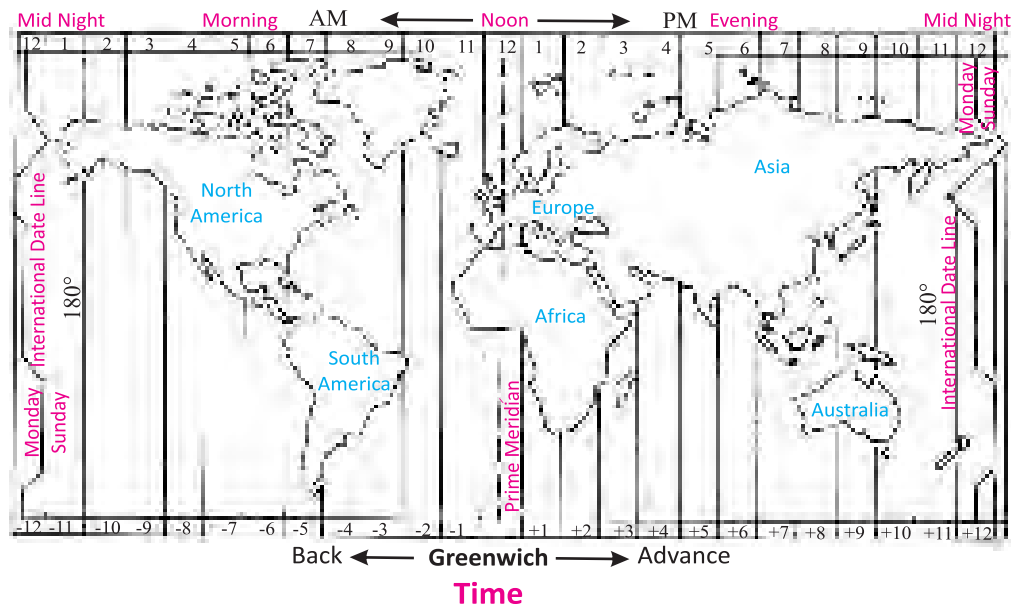 Mid Night Morning AM Noon PM Evening Mid Night
12 1 2 3 4 5 6 7 8 9 10 11 12 1 2 3 4 5 6 7 8 9 10 11 12
Monday
Sunday
North
America
Europe
Asia
International Date Line
180°
Africa
South
America
Australia
Monday
Sunday
Prime Meridian
International Date Line
180°
-12 -11 -10 -9 -8 -7 -6 -5 -4 -3 -2 -1 +1 +2 +3 +4 +5 +6 +7 +8 +9 +10 +11 +12
Back Greenwich Advance
Time